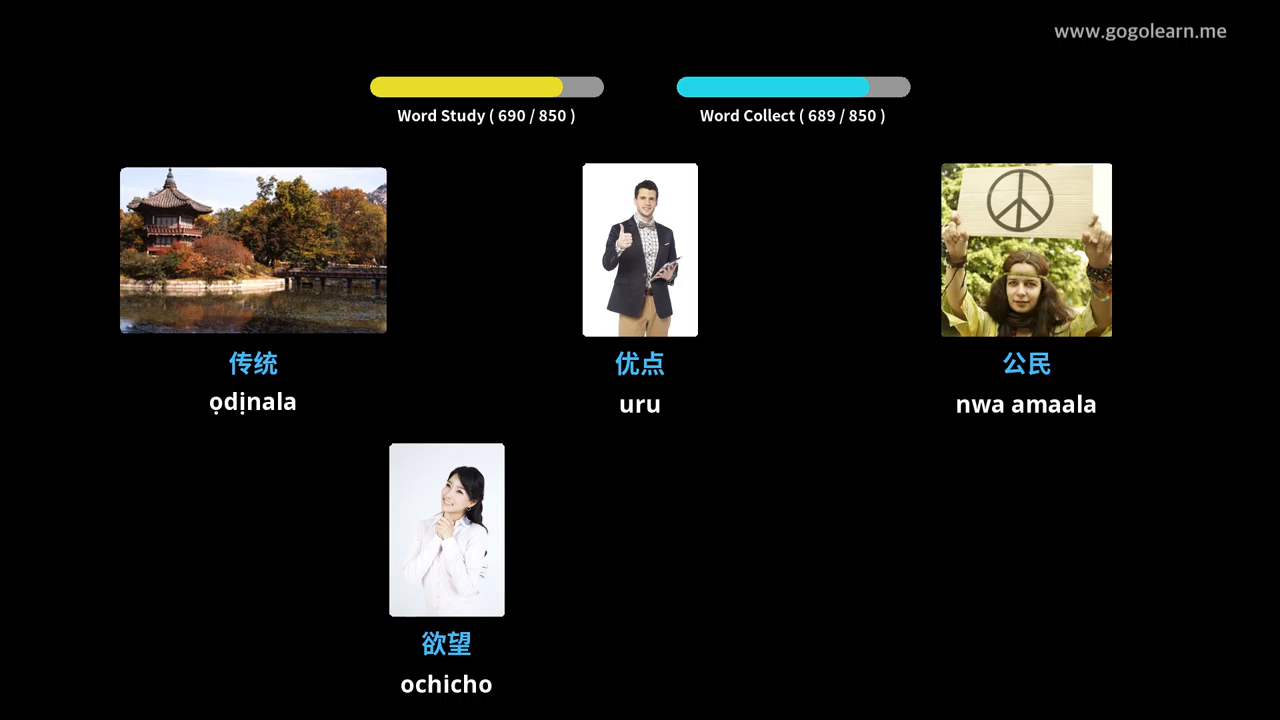 www.gogolearn.me
Word Study ( 690 / 850 )
Word Collect ( 689 / 850 )
传统
ọdịnala
优点
uru
公民
nwa amaala
欲望
ochicho